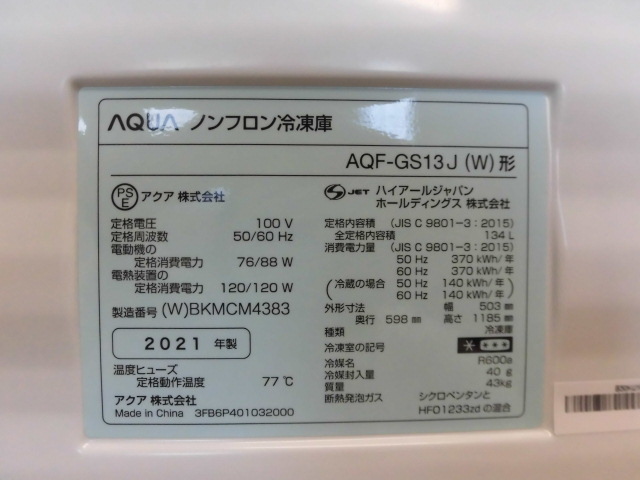 AQUA ノンフロン冷凍庫
AQF-GS13J (W) 形
PSE アクア 株式会社
定格電圧 100 V
定格周波数 50/60 Hz
電動機の
定格消費電力 76/88 W
電熱装置の
定格消費電力 120/120 W
製造番号 (W)BKMCM4383
2021 年製
温度ヒューズ
定格動作温度 77℃
アクア 株式会社
Made in China 3FB6P401032000
S JET ハイアールジャパン
ホールディングス 株式会社
定格内容積 (JIS C 9801-3:2015)
全定格内容積 134 L
消費電力量 (JIS C 9801-3:2015)
50 Hz 370 kWh/年
60 Hz 370 kWh/年
(冷蔵の場合 50 Hz 140 kWh/年
60 Hz 140 kWh/年)
外形寸法 幅 503 mm
奥行 598 mm 高さ 1185 mm
種類 冷凍庫
冷凍室の記号
冷媒名 R600a
冷媒封入量 40 g
質量 43kg
断熱発泡ガス シクロペンタンと
HFO1233zd の混合